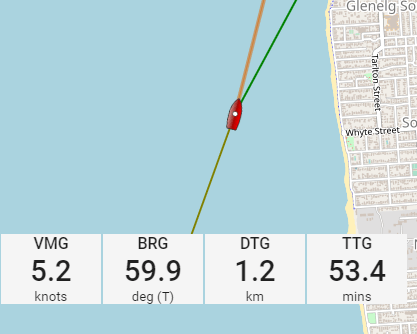 Glenelg So
Tarlton Street
So
Whyte Street
VMG
5.2
knots
BRG
59.9
deg (T)
DTG
1.2
km
TTG
53.4
mins